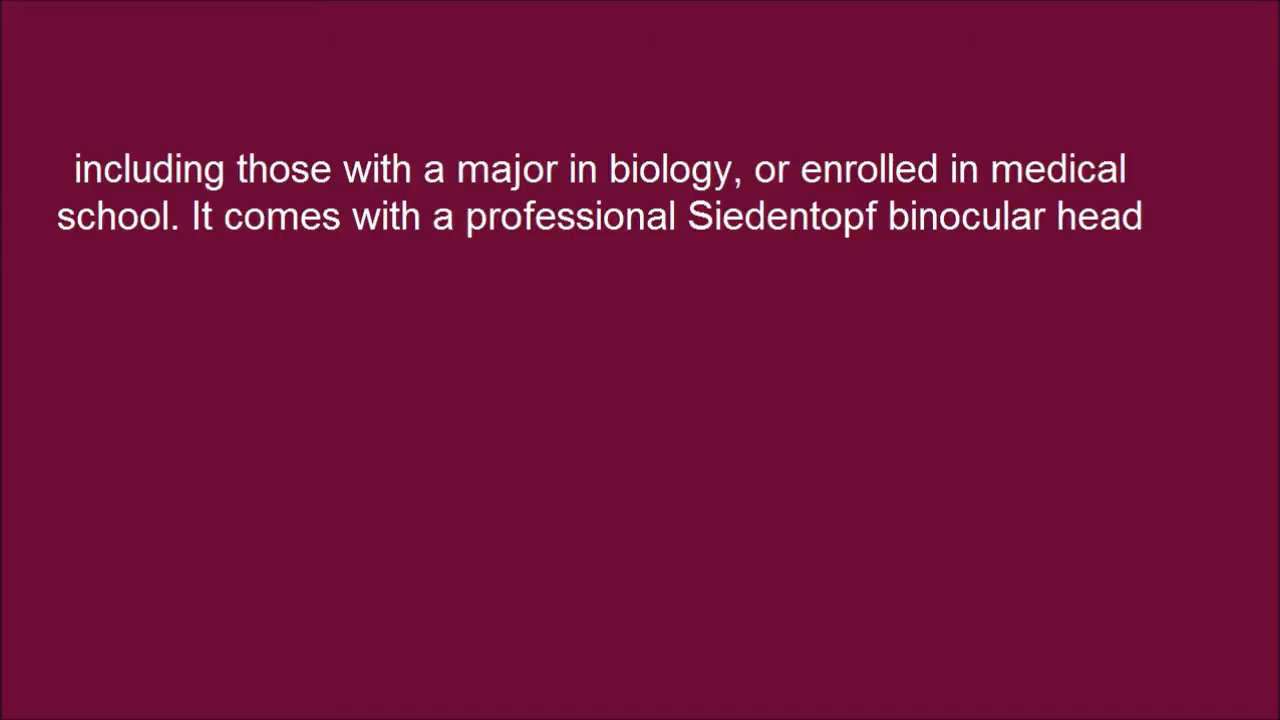 including those with a major in biology, or enrolled in medical
school. It comes with a professional Siedentopf binocular head